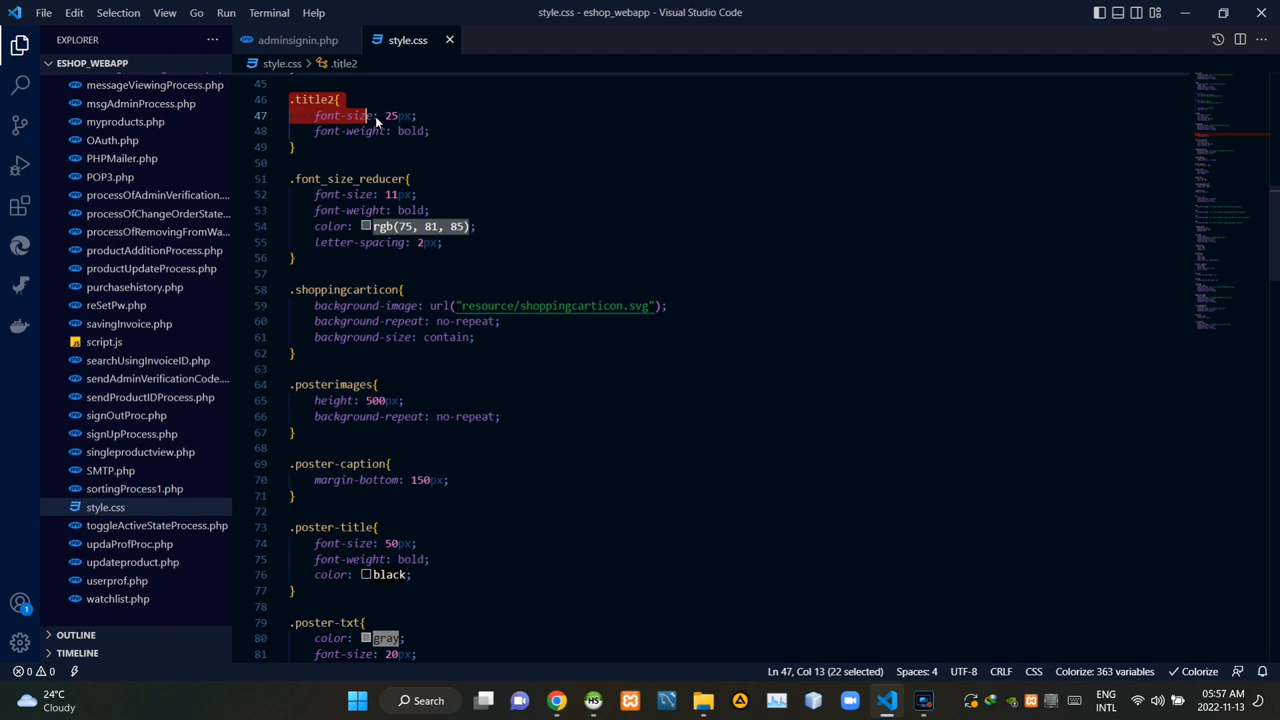 File Edit Selection View Go Run Terminal Help
style.css - eshop_webapp - Visual Studio Code
EXPLORER
adminsignin.php
style.css
ESHOP_WEBAPP
style.css > .title2
messageViewingProcess.php
msgAdminProcess.php
myproducts.php
OAuth.php
PHPMailer.php
POP3.php
processOfAdminVerification....
processOfChangeOrderState...
processOfRemovingFromWa...
productAdditionProcess.php
productUpdateProcess.php
purchasehistory.php
reSetPw.php
savingInvoice.php
script.js
searchUsingInvoiceID.php
sendAdminVerificationCode....
sendProductIDProcess.php
signOutProc.php
signUpProcess.php
singleproductview.php
SMTP.php
sortingProcess1.php
style.css
toggleActiveStateProcess.php
updaProfProc.php
updateproduct.php
userprof.php
watchlist.php
OUTLINE
TIMELINE
45
46 .title2{
47 font-size: 25px;
48 font-weight: bold;
49 }
50
51 .font_size_reducer{
52 font-size: 11px;
53 font-weight: bold;
54 color: rgb(75, 81, 85);
55 letter-spacing: 2px;
56 }
57
58 .shoppingcarticon{
59 background-image: url("resource/shoppingcarticon.svg");
60 background-repeat: no-repeat;
61 background-size: contain;
62 }
63
64 .posterimages{
65 height: 500px;
66 background-repeat: no-repeat;
67 }
68
69 .poster-caption{
70 margin-bottom: 150px;
71 }
72
73 .poster-title{
74 font-size: 50px;
75 font-weight: bold;
76 color: black;
77 }
78
79 .poster-txt{
80 color: gray;
81 font-size: 20px;
0 0 Ln 47, Col 13 (22 selected) Spaces: 4 UTF-8 CRLF CSS Colorize: 363 variables Colorize
24°C
Cloudy
Search
ENG
INTL
05:57 AM
2022-11-13